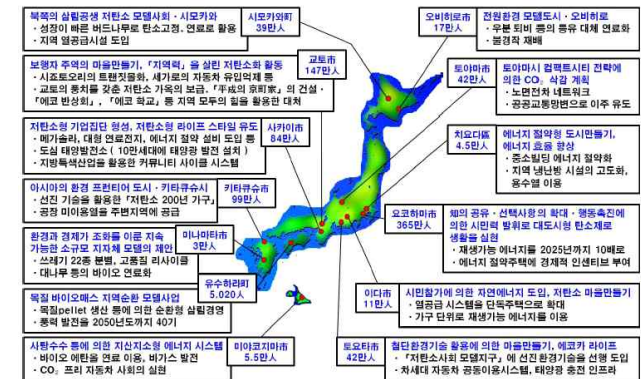 북쪽의 삼림공생 저탄소 모델사회 · 시모카와
· 성장이 빠른 버드나무로 탄소고정, 연료로 활용
· 지역 열공급시설 도입
시모카와町
39만人
보행자 주역의 마을만들기, 「지역력」을 살린 저탄소화 활동
· 시죠토오리의 트랜짓몰화, 세가로의 자동차 유입억제 등
· 교토의 풍치를 갖춘 저탄소 가옥의 보급, 「平成の京町家」의 건설 ·
「에코 반상회」, 「에코 학교」 등 지역 모두의 힘을 활용한 대처
교토市
147만人
저탄소형 기업집단 형성, 저탄소형 라이프 스타일 유도
· 메가솔라, 대형 연료전지, 에너지 절약 설비 도입 등
· 도심 태양발전소 ( 10만세대에 태양광 발전 설치 )
· 지방특색산업을 활용한 커뮤니티 사이클 시스템
사카이市
84만人
아시아의 환경 프런티어 도시 · 키타큐슈시
· 선진 기술을 활용한 「저탄소 200년 가구」
· 공장 미이용열을 주변지역에 공급
키타큐슈市
99만人
환경과 경제가 조화를 이룬 지속
가능한 소규모 지자체 모델의 제안
· 쓰레기 22종 분별, 고품질 리사이클
· 대나무 등의 바이오 연료화
미나마타市
3만人
목질 바이오매스 지역순환 모델사업
· 목질pellet 생산 등에 의한 순환형 삼림경영
· 풍력 발전을 2050년도까지 40기
유수하라町
5.020人
사탕수수 등에 의한 지산지소형 에너지 시스템
· 바이오 에탄올 연료 이용, 바가스 발전
· CO₂ 프리 자동차 사회의 실현
미야코지마市
5.5만人
오비히로市
17만人
전원환경 모델도시 · 오비히로
· 우분 퇴비 등의 등유 대체 연료화
· 불경작 재배
토야마市
42만人
토야마시 컴팩트시티 전략에
의한 CO₂ 삭감 계획
· 노면전차 네트워크
· 공공교통망변으로 이주 유도
치요다區
4.5만人
에너지 절약형 도시만들기,
에너지 효율 향상
· 중소빌딩 에너지 절약화
· 지역 냉난방 시설의 고도화,
용수열 이용
요코하마市
365만人
知의 공유 · 선택사항의 확대 · 행동촉진에
의한 시민력 발휘로 대도시형 탄소제로
생활을 실현
· 재생가능 에너지를 2025년까지 10배로
· 에너지절약주택에 경제적 인센티브 부여
이다市
11만人
시민참가에 의한 자연에너지 도입, 저탄소 마을만들기
· 열공급 시스템을 단독주택으로 확대
· 가구 단위로 재생가능 에너지를 이용
토요타市
42만人
첨단환경기술 활용에 의한 마을만들기, 에코카 라이프
· 「저탄소사회 모델지구」에 선진환경기술을 선행 도입
· 차세대 자동차 공동이용시스템, 태양광 충전 인프라